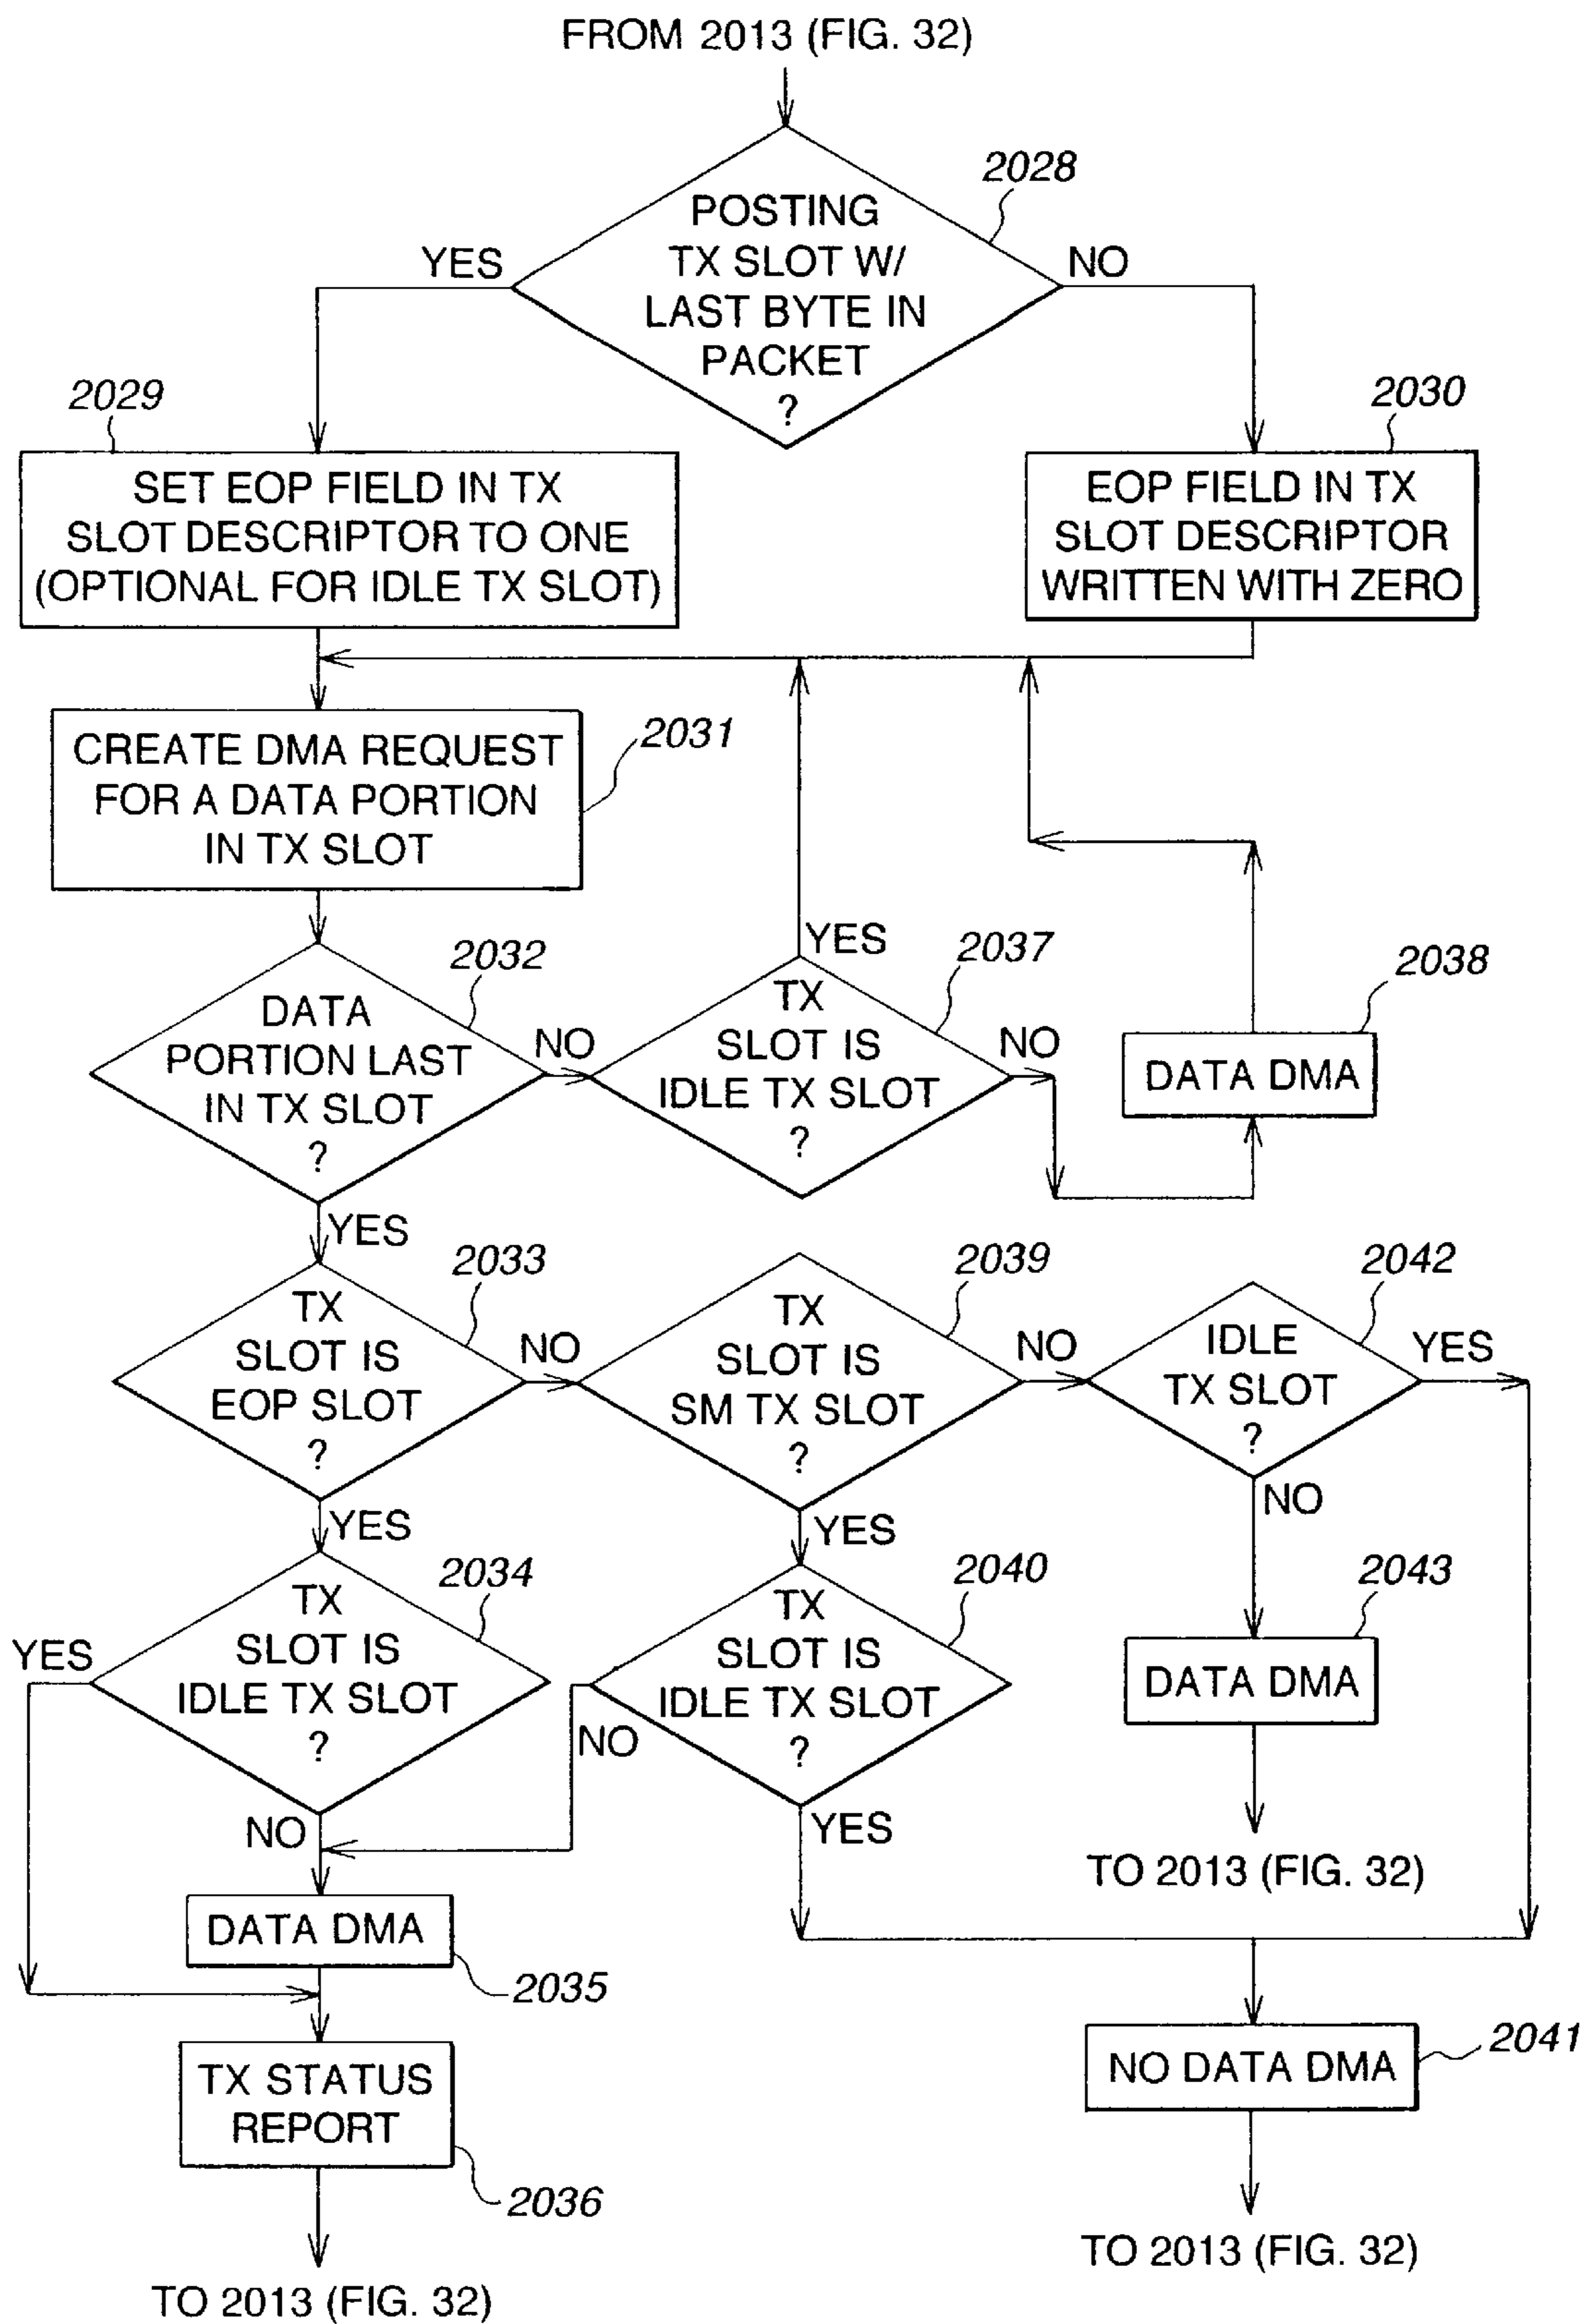 FROM 2013 (FIG. 32)
2028
POSTING
TX SLOT W/
LAST BYTE IN
PACKET
?
YES
NO
2029
SET EOP FIELD IN TX
SLOT DESCRIPTOR TO ONE
(OPTIONAL FOR IDLE TX SLOT)
2030
EOP FIELD IN TX
SLOT DESCRIPTOR
WRITTEN WITH ZERO
2031
CREATE DMA REQUEST
FOR A DATA PORTION
IN TX SLOT
2032
DATA
PORTION LAST
IN TX SLOT
?
NO
YES
2037
YES
TX
SLOT IS
IDLE TX SLOT
?
NO
2038
DATA DMA
2033
TX
SLOT IS
EOP SLOT
?
NO
YES
2039
TX
SLOT IS
SM TX SLOT
?
NO
YES
2042
IDLE
TX SLOT
?
YES
NO
2034
TX
SLOT IS
IDLE TX SLOT
?
YES
NO
2040
TX
SLOT IS
IDLE TX SLOT
?
NO
YES
2043
DATA DMA
TO 2013 (FIG. 32)
DATA DMA
2035
TX STATUS
REPORT
2036
TO 2013 (FIG. 32)
NO DATA DMA
2041
TO 2013 (FIG. 32)